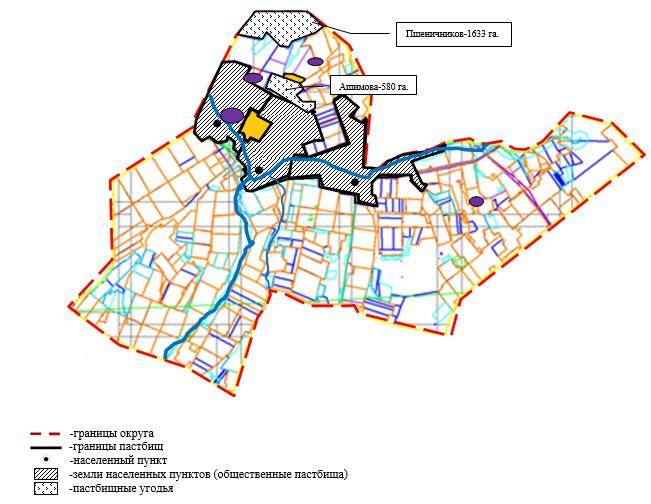 Пшеничников-1633 га.
Ашимова-580 га.
-границы округа
-границы пастбищ
-населенный пункт
-земли населенных пунктов (общественные пастбища)
-пастбищные угодья